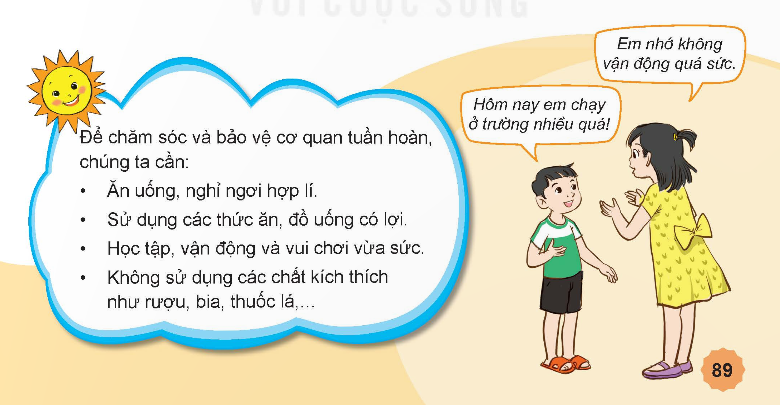 VỚI CUỘC SỐNG
Để chăm sóc và bảo vệ cơ quan tuần hoàn,
chúng ta cần:
• Ăn uống, nghỉ ngơi hợp lí.
• Sử dụng các thức ăn, đồ uống có lợi.
• Học tập, vận động và vui chơi vừa sức.
• Không sử dụng các chất kích thích
như rượu, bia, thuốc lá,...
Hôm nay em chạy
ở trường nhiều quá!
Em nhớ không
vận động quá sức.
89